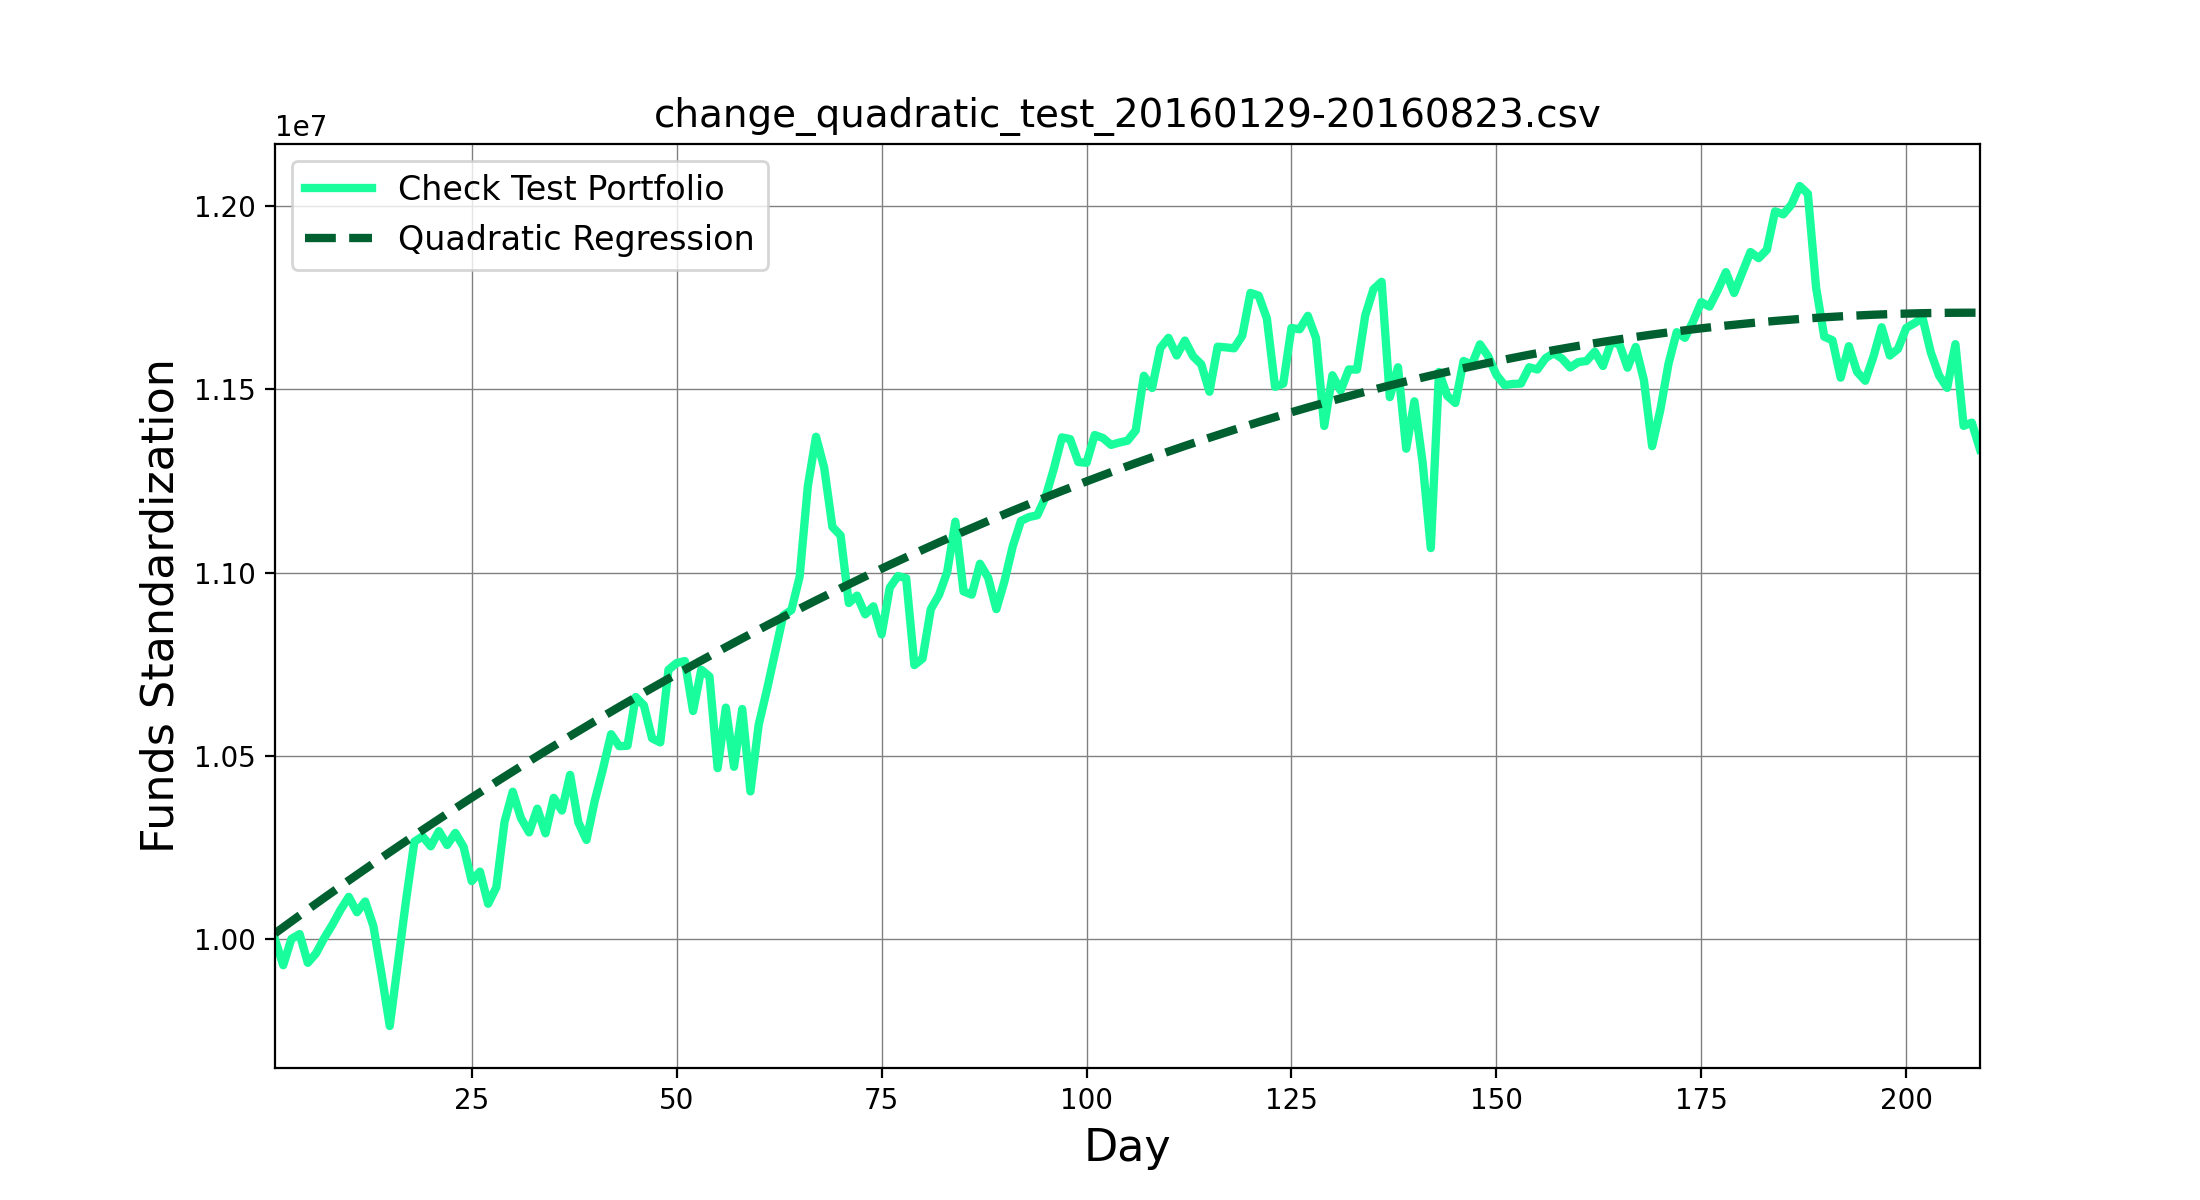 change_quadratic_test_20160129-20160823.csv
1e7
Check Test Portfolio
Quadratic Regression
1.20
1.15
1.10
1.05
1.00
Funds Standardization
25 50 75 100 125 150 175 200
Day